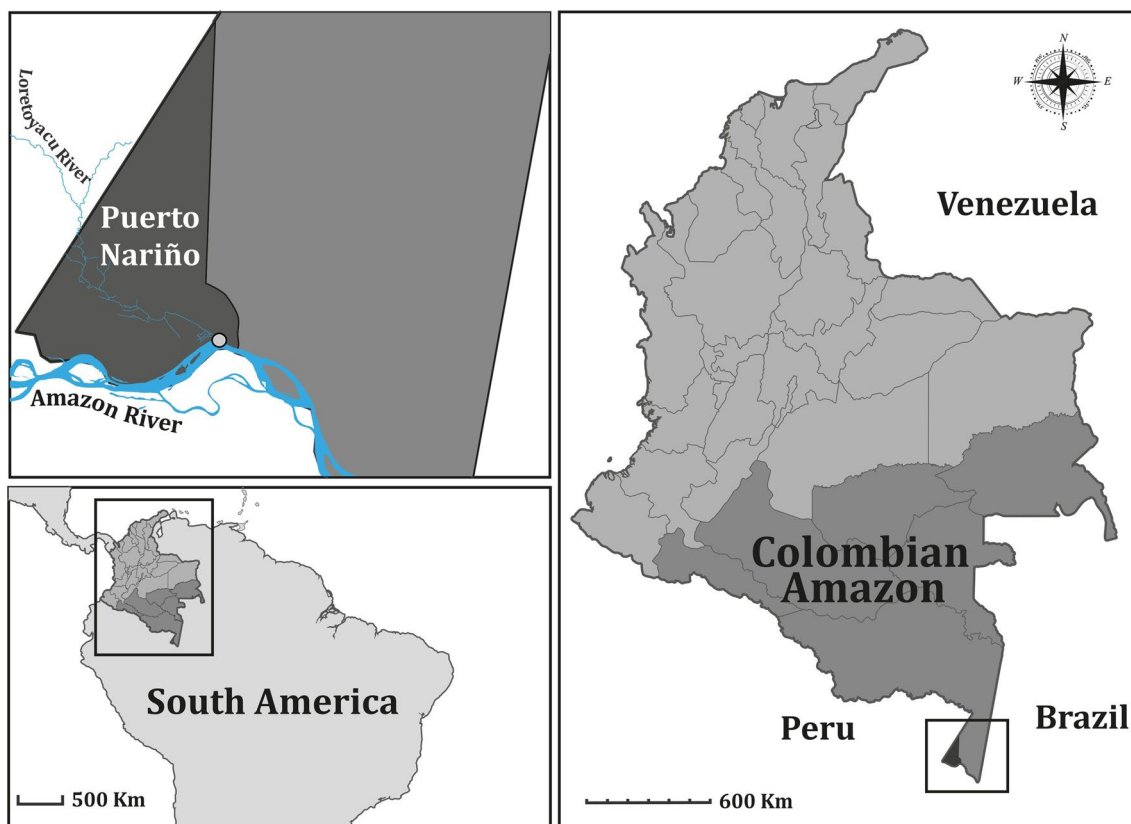 Loretoyacu River
Puerto
Nariño
Amazon River
South America
500 Km
N
W
E
S
Venezuela
Colombian
Amazon
Peru
Brazil
600 Km